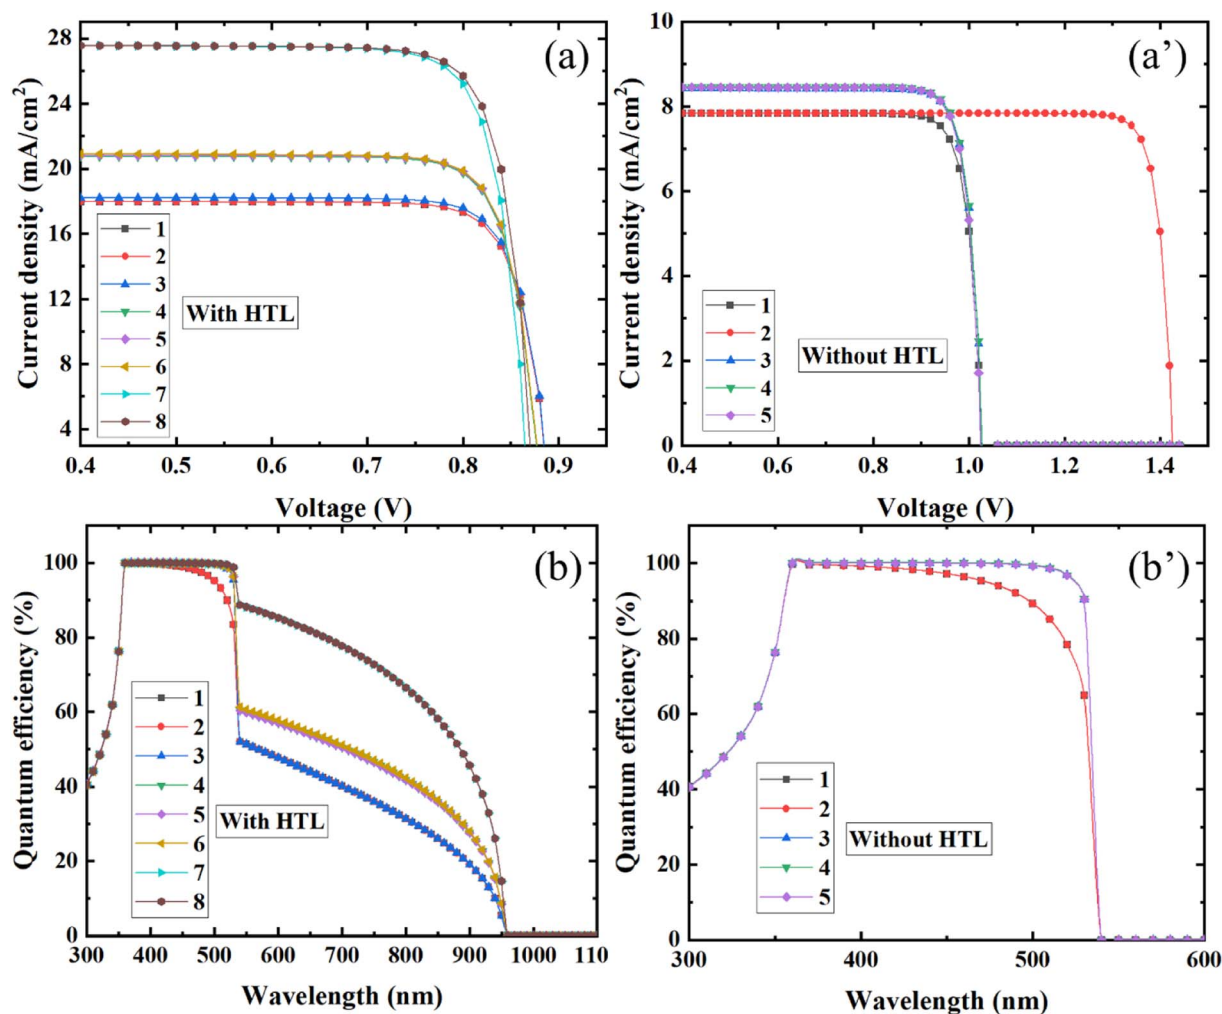 (a)
Current density (mA/cm²)
28
24
20
16
12
8
4
1
2
3
4
5
6
7
8
With HTL
0.4 0.5 0.6 0.7 0.8 0.9
Voltage (V)
(a’)
Current density (mA/cm²)
10
8
6
4
2
0
1
2
3
4
5
Without HTL
0.4 0.6 0.8 1.0 1.2 1.4
Voltage (V)
(b)
Quantum efficiency (%)
100
80
60
40
20
0
1
2
3
4
5
6
7
8
With HTL
300 400 500 600 700 800 900 1000 1100
Wavelength (nm)
(b’)
Quantum efficiency (%)
100
80
60
40
20
0
1
2
3
4
5
Without HTL
300 400 500 600
Wavelength (nm)